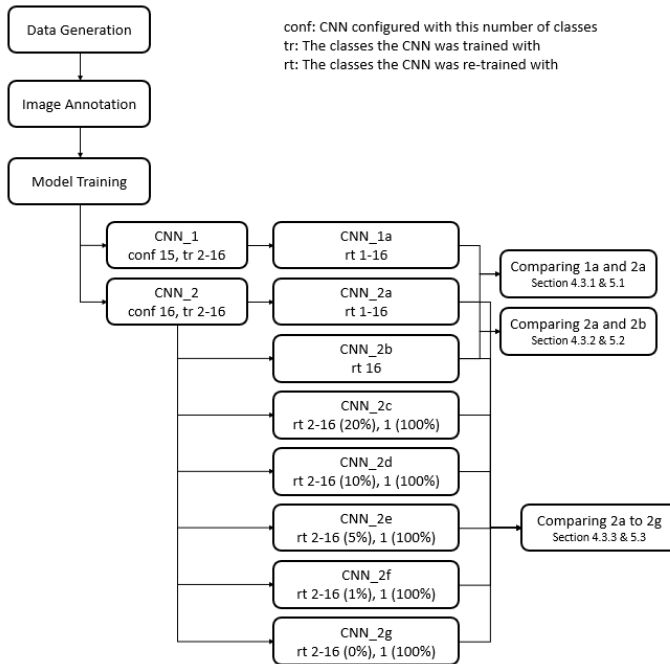 Data Generation
conf: CNN configured with this number of classes
tr: The classes the CNN was trained with
rt: The classes the CNN was re-trained with
Image Annotation
Model Training
CNN_1
conf 15, tr 2-16
CNN_1a
rt 1-16
Comparing 1a and 2a
Section 4.3.1 & 5.1
CNN_2
conf 16, tr 2-16
CNN_2a
rt 1-16
Comparing 2a and 2b
Section 4.3.2 & 5.2
CNN_2b
rt 16
CNN_2c
rt 2-16 (20%), 1 (100%)
CNN_2d
rt 2-16 (10%), 1 (100%)
CNN_2e
rt 2-16 (5%), 1 (100%)
Comparing 2a to 2g
Section 4.3.3 & 5.3
CNN_2f
rt 2-16 (1%), 1 (100%)
CNN_2g
rt 2-16 (0%), 1 (100%)